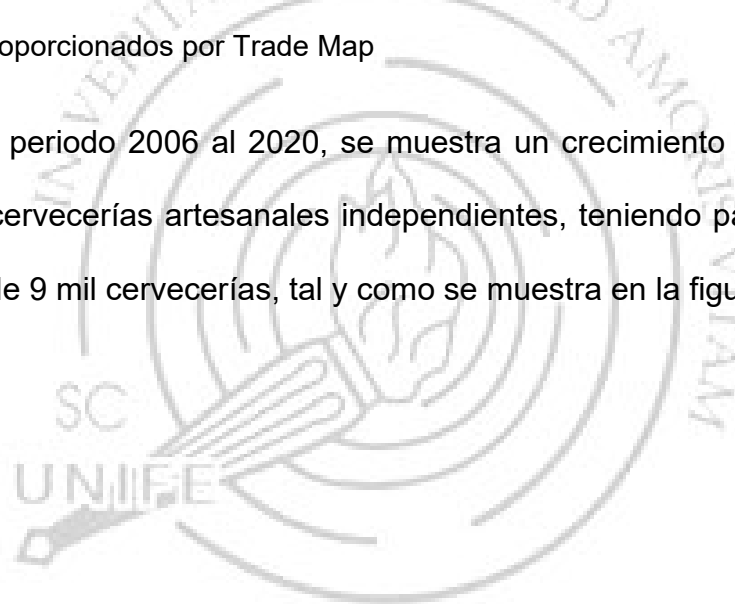 oporcionados por Trade Map
periodo 2006 al 2020, se muestra un crecimiento
cervecerías artesanales independientes, teniendo pa
de 9 mil cervecerías, tal y como se muestra en la figu
SC
UNIFE